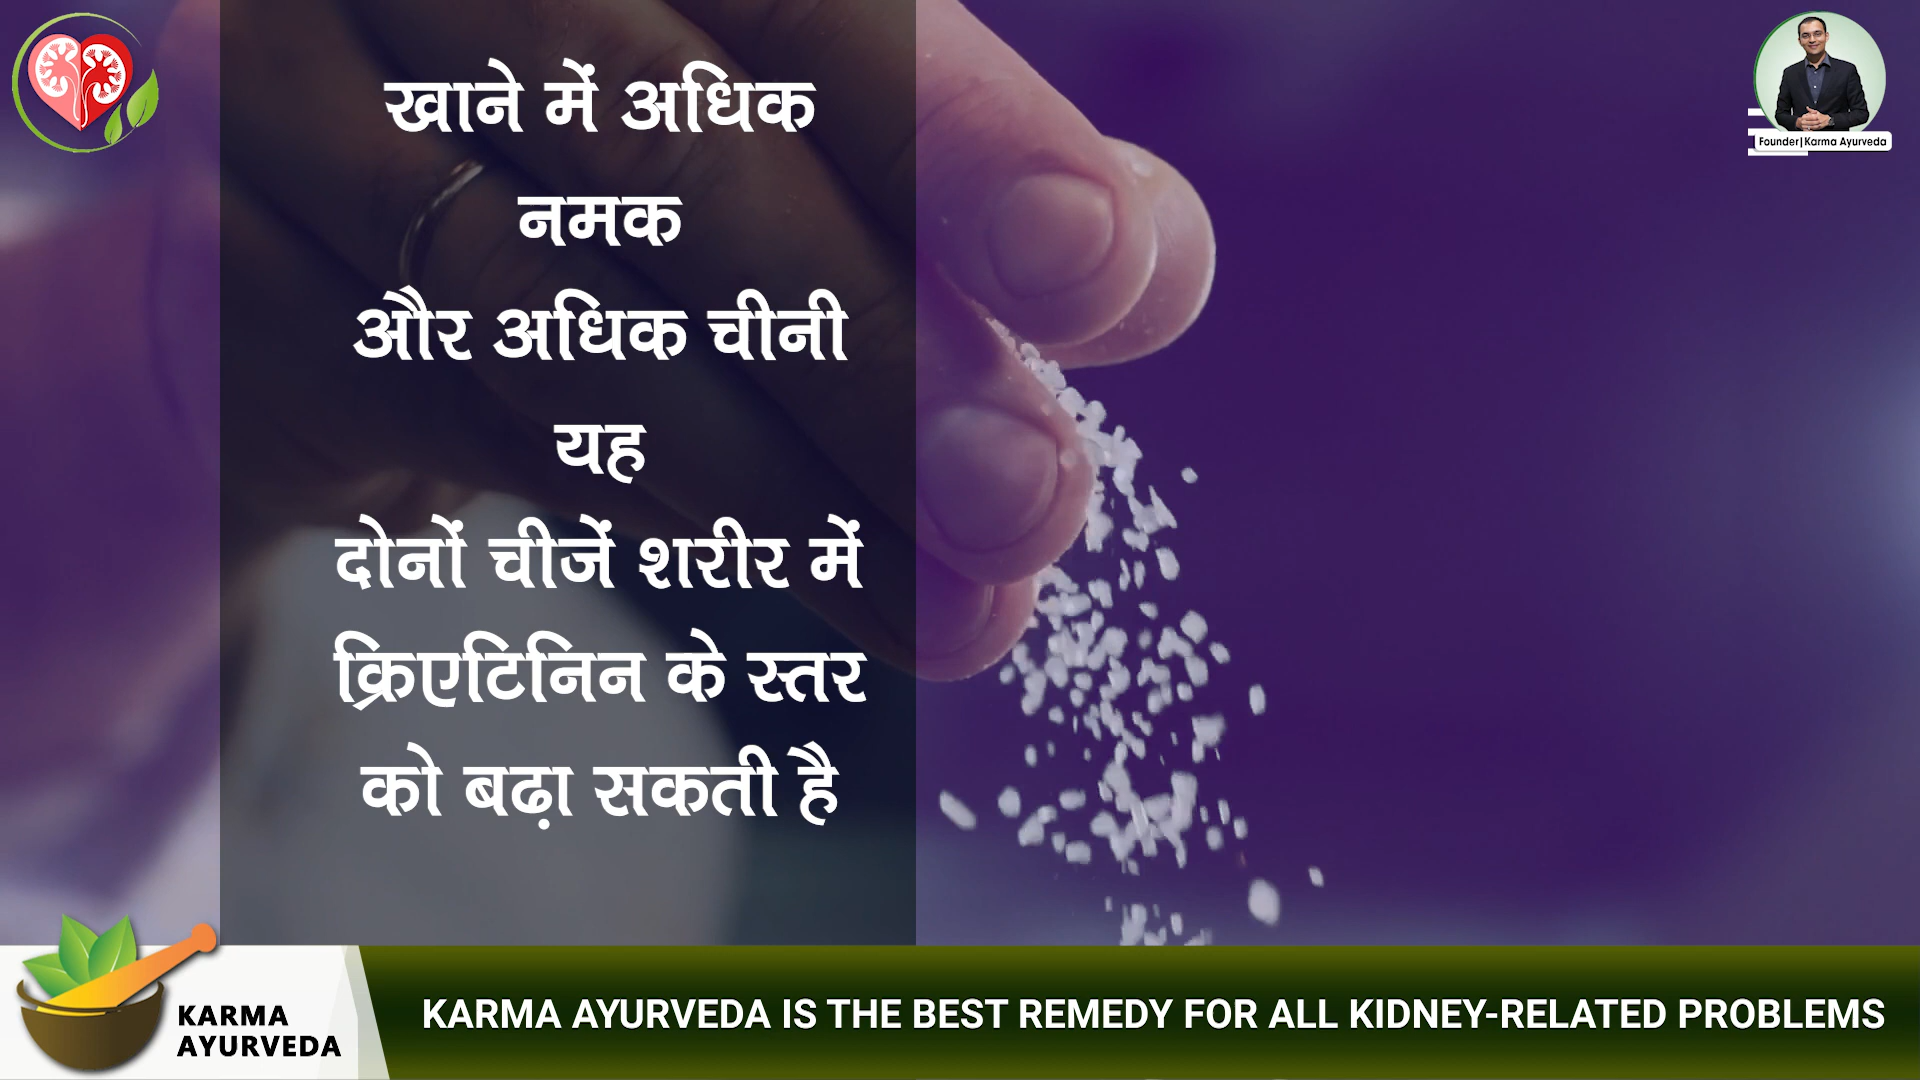 खाने में अधिक
नमक
और अधिक चीनी
यह
दोनों चीजें शरीर में
क्रिएटिनिन के स्तर
को बढ़ा सकती है
Founder|Karma Ayurveda
KARMA
AYURVEDA
KARMA AYURVEDA IS THE BEST REMEDY FOR ALL KIDNEY-RELATED PROBLEMS